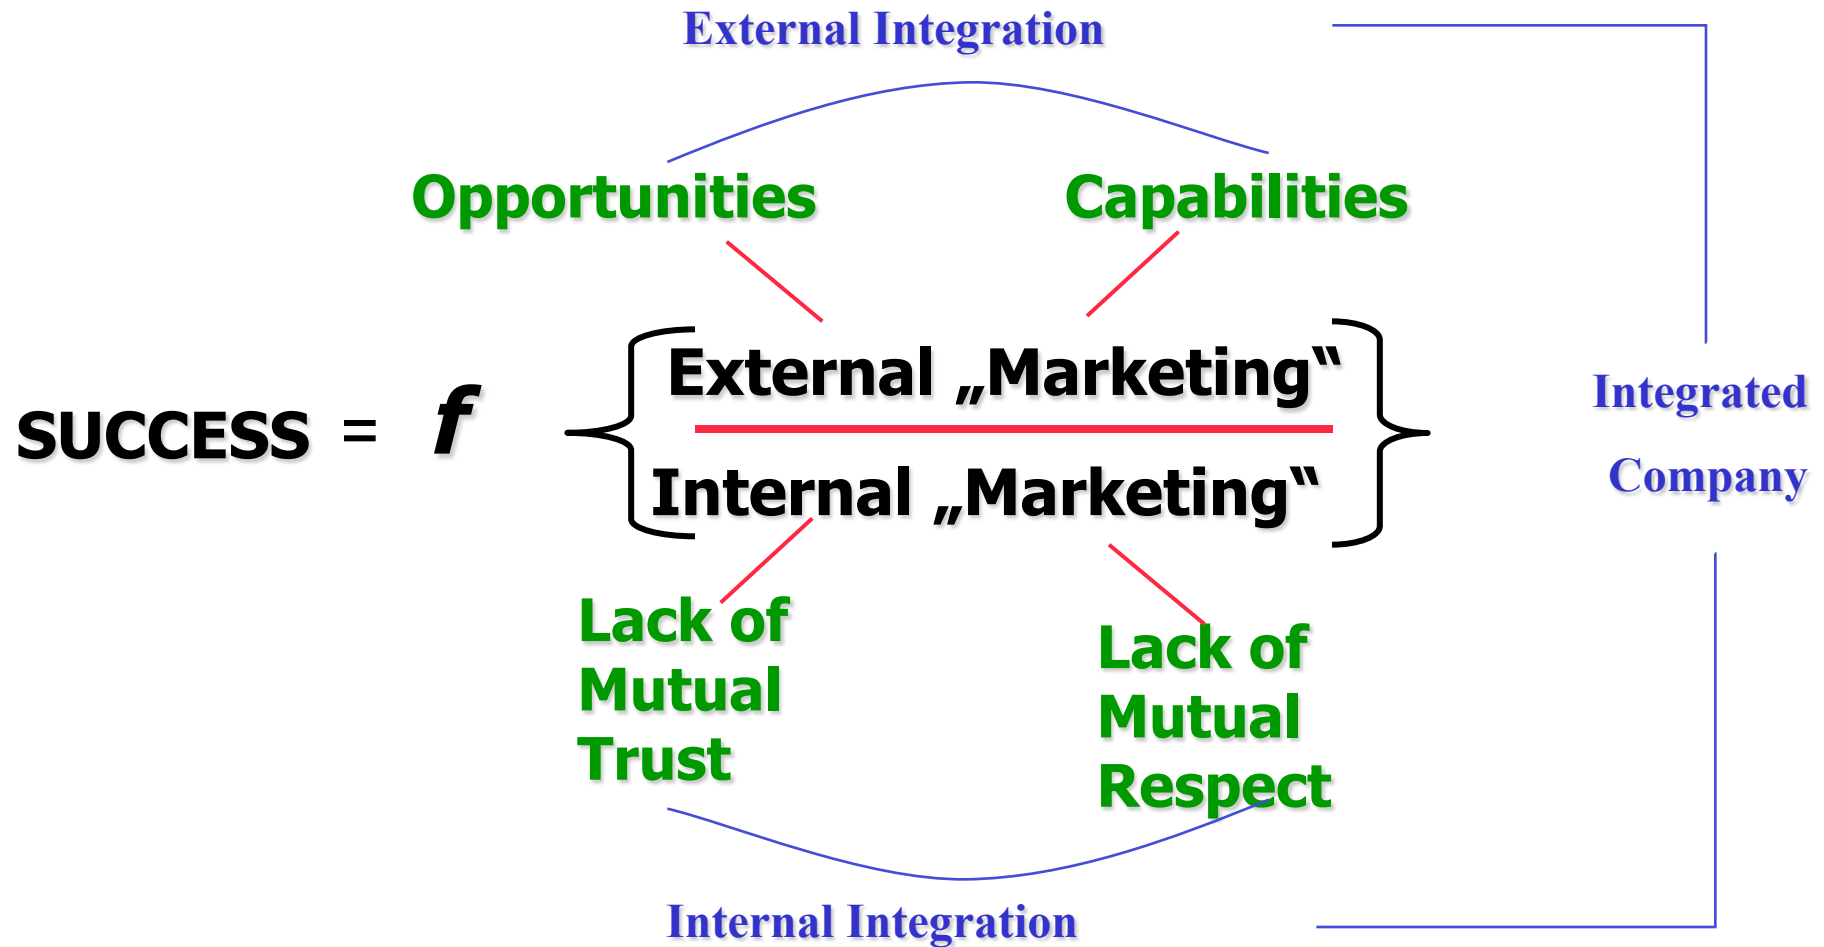 External Integration
Opportunities Capabilities
External „Marketing“
SUCCESS = f
Internal „Marketing“
Integrated
Company
Lack of
Mutual
Trust
Lack of
Mutual
Respect
Internal Integration